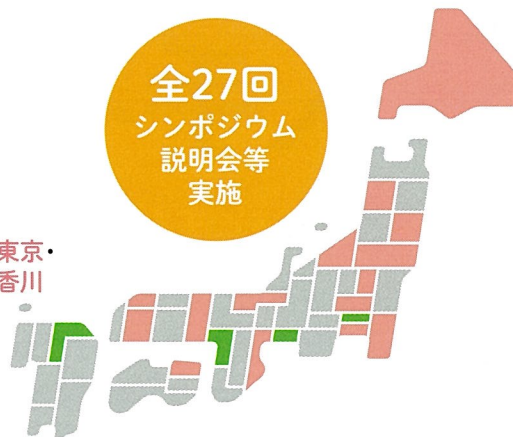 全27回
シンポジウム
説明会等
実施
東京・
香川